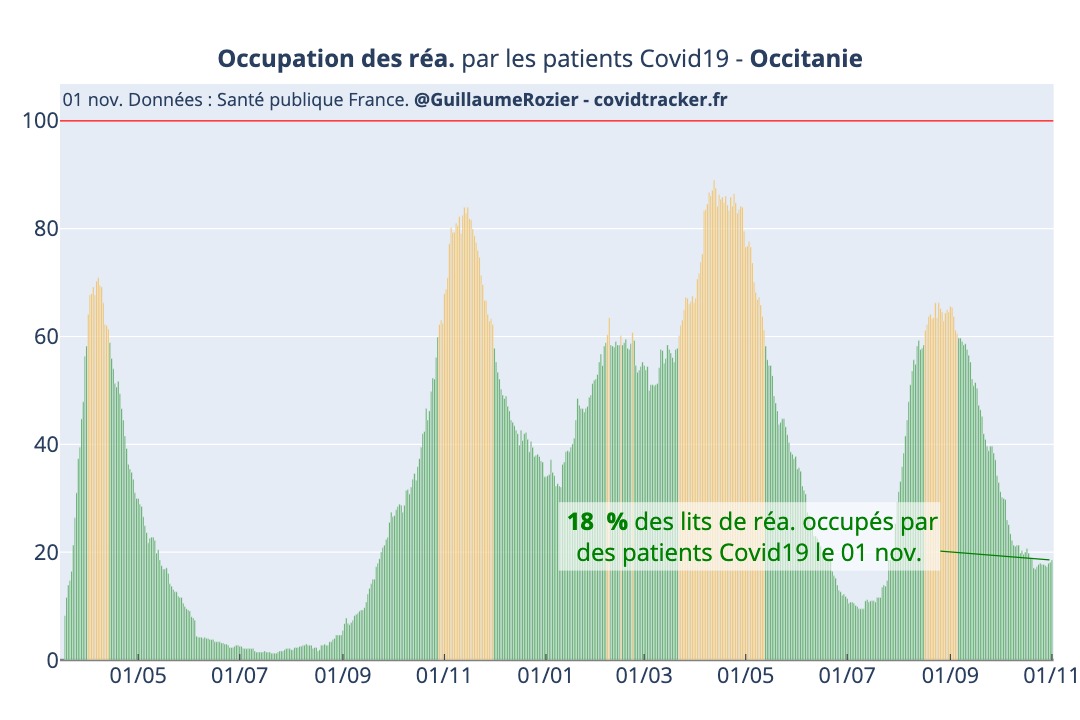 Occupation des réa. par les patients Covid19 - Occitanie
01 nov. Données : Santé publique France. @GuillaumeRozier - covidtracker.fr
100
80
60
40
20
0
18 % des lits de réa. occupés par
des patients Covid19 le 01 nov.
01/05 01/07 01/09 01/11 01/01 01/03 01/05 01/07 01/09 01/11